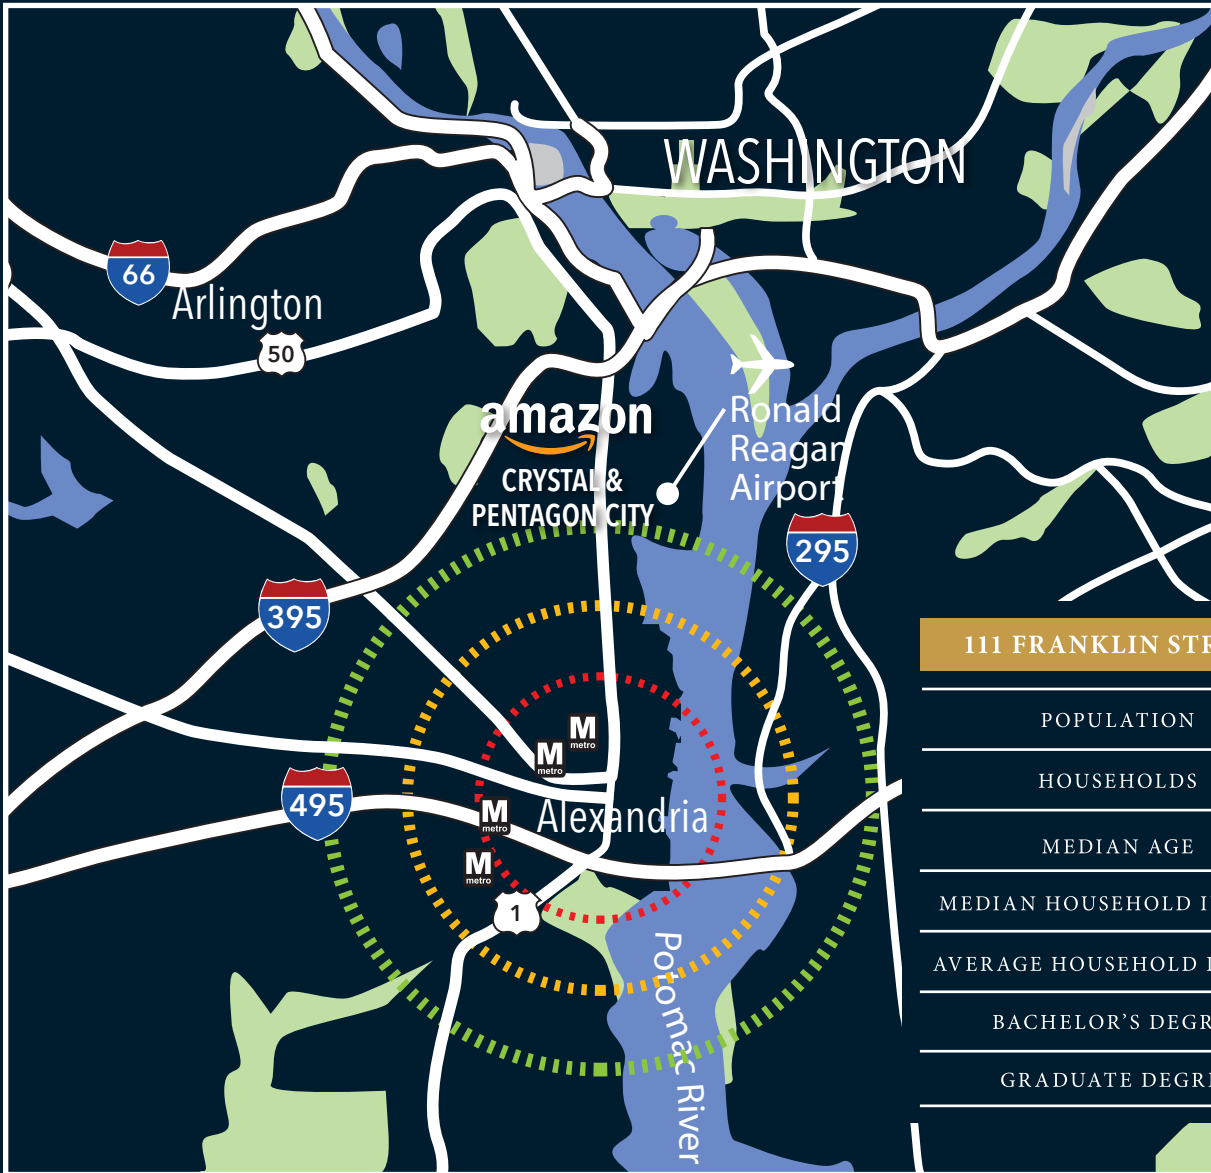 WASHINGTON
66
Arlington
50
amazon
CRYSTAL &
PENTAGON CITY
Ronald
Reagan
Airport
295
395
M
metro
M
metro
495
M
metro
Alexandria
M
metro
1
Potomac River
111 FRANKLIN STR
POPULATION
HOUSEHOLDS
MEDIAN AGE
MEDIAN HOUSEHOLD I
AVERAGE HOUSEHOLD I
BACHELOR'S DEGR
GRADUATE DEGR